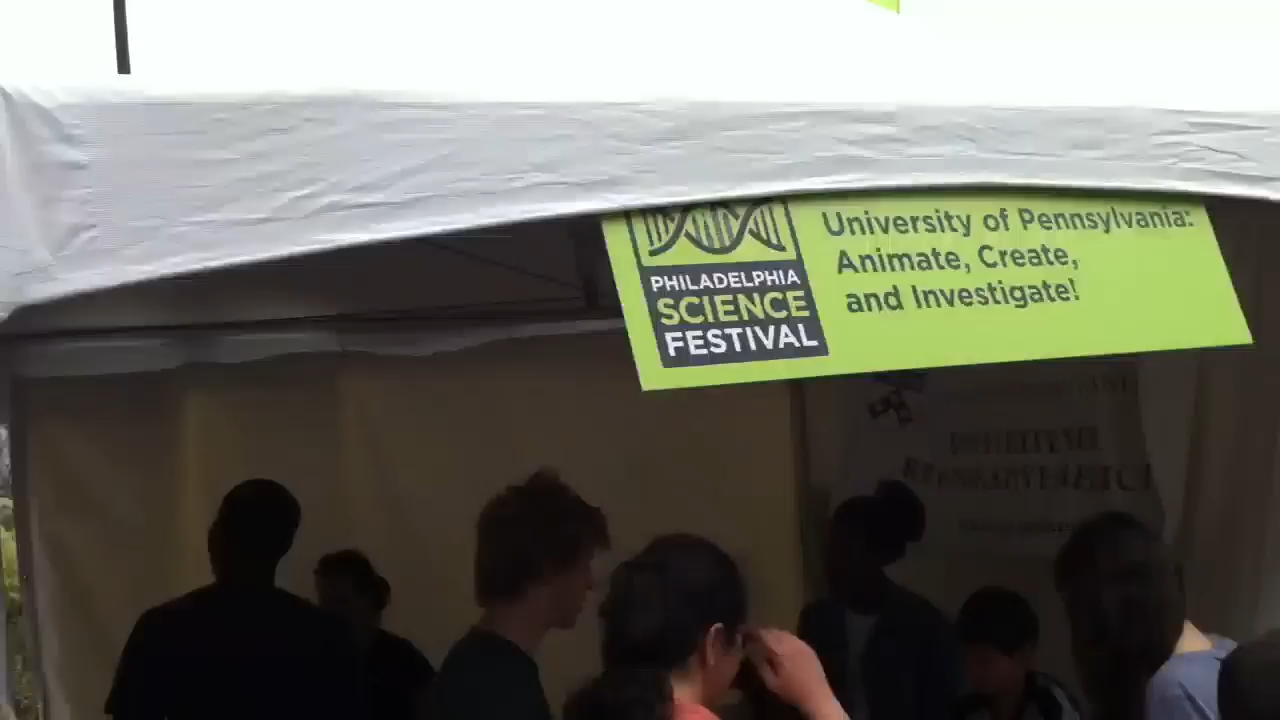 PHILADELPHIA
SCIENCE
FESTIVAL
University of Pennsylvania:
Animate, Create,
and Investigate!